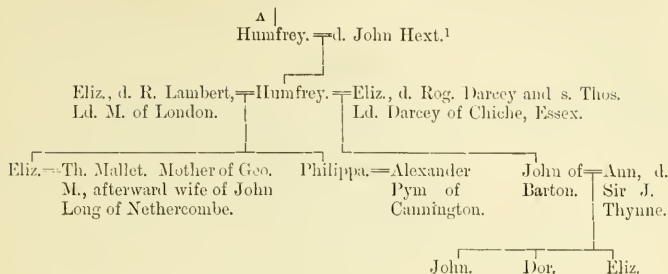 A
Humfrey. = d. John Hext.¹
Eliz., d. R. Lambert, = Humfrey. = Eliz., d. Rog. Darcey and s. Thos.
Ld. M. of London. Ld. Darcey of Chiche, Essex.
Eliz. = Th. Mallet. Mother of Geo. Philippa. = Alexander John of = Ann, d.
M., afterward wife of John Pym of Barton. Sir J.
Long of Nethercombe. Cannington. Thynne.
John. Dor. Eliz.